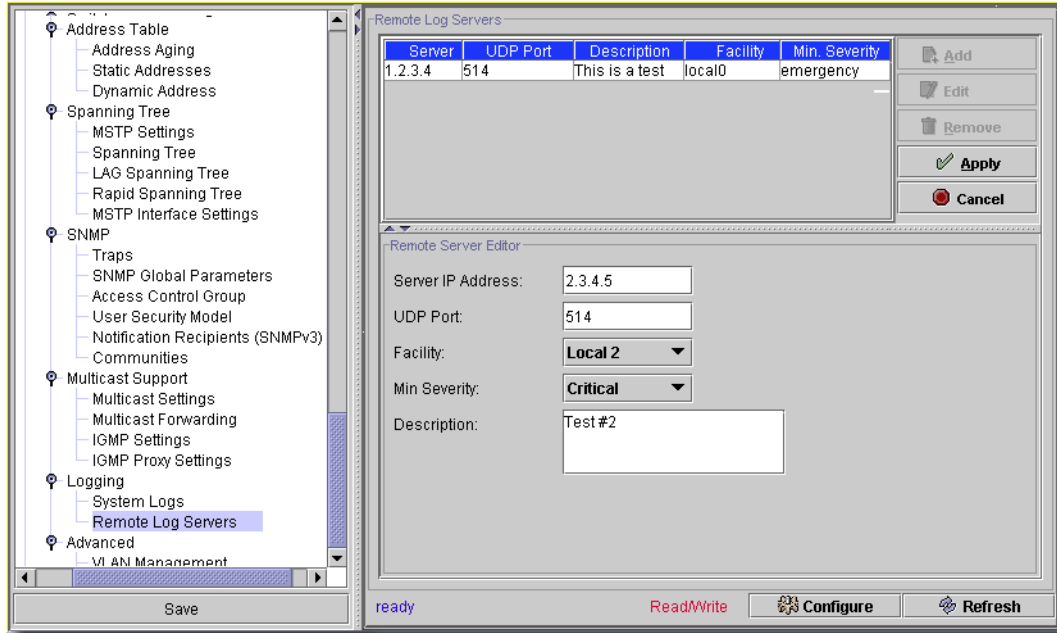 Address Table
Address Aging
Static Addresses
Dynamic Address
Spanning Tree
MSTP Settings
Spanning Tree
LAG Spanning Tree
Rapid Spanning Tree
MSTP Interface Settings
SNMP
Traps
SNMP Global Parameters
Access Control Group
User Security Model
Notification Recipients (SNMPv3)
Communities
Multicast Support
Multicast Settings
Multicast Forwarding
IGMP Settings
IGMP Proxy Settings
Logging
System Logs
Remote Log Servers
Advanced
VLAN Management
Save
Remote Log Servers
Server UDP Port Description Facility Min. Severity
1.2.3.4 514 This is a test local0 emergency
Add
Edit
Remove
Apply
Cancel
Remote Server Editor
Server IP Address: 2.3.4.5
UDP Port: 514
Facility: Local 2
Min Severity: Critical
Description: Test #2
ready Read/Write Configure Refresh